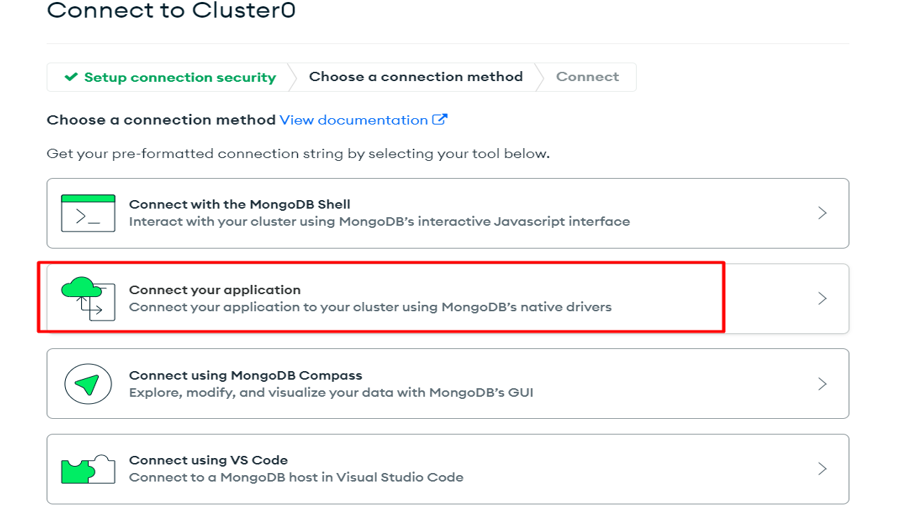 Connect to Cluster0
Setup connection security
Choose a connection method
Connect
Choose a connection method View documentation
Get your pre-formatted connection string by selecting your tool below.
Connect with the MongoDB Shell
Interact with your cluster using MongoDB's interactive Javascript interface
Connect your application
Connect your application to your cluster using MongoDB's native drivers
Connect using MongoDB Compass
Explore, modify, and visualize your data with MongoDB's GUI
Connect using VS Code
Connect to a MongoDB host in Visual Studio Code